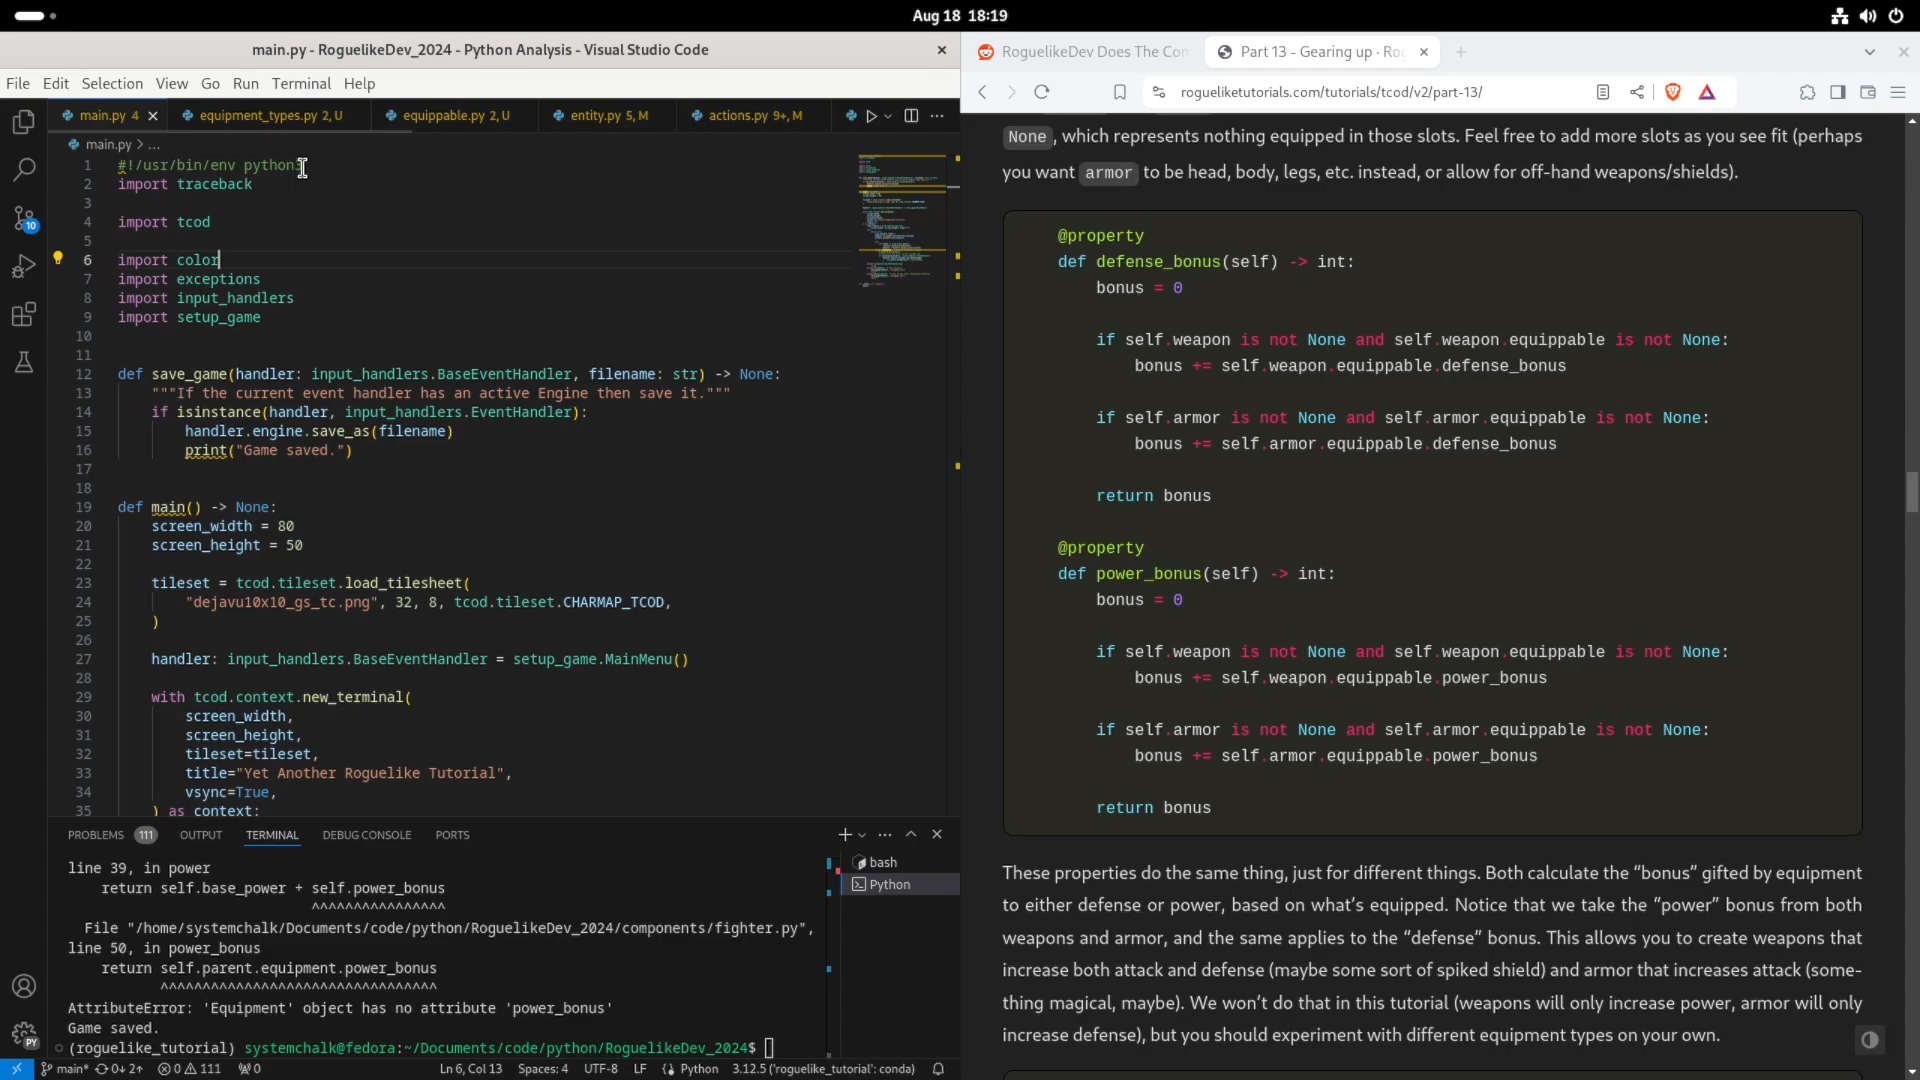 Aug 18 18:19
main.py - RoguelikeDev_2024 - Python Analysis - Visual Studio Code
File Edit Selection View Go Run Terminal Help
main.py 4
equipment_types.py 2, U
equippable.py 2, U
entity.py 5, M
actions.py 9+, M
main.py > ...
1 #!/usr/bin/env python3
2 import traceback
3
4 import tcod
5
6 import color
7 import exceptions
8 import input_handlers
9 import setup_game
10
11
12 def save_game(handler: input_handlers.BaseEventHandler, filename: str) -> None:
13 """If the current event handler has an active Engine then save it."""
14 if isinstance(handler, input_handlers.EventHandler):
15 handler.engine.save_as(filename)
16 print("Game saved.")
17
18
19 def main() -> None:
20 screen_width = 80
21 screen_height = 50
22
23 tileset = tcod.tileset.load_tilesheet(
24 "dejavu10x10_gs_tc.png", 32, 8, tcod.tileset.CHARMAP_TCOD,
25 )
26
27 handler: input_handlers.BaseEventHandler = setup_game.MainMenu()
28
29 with tcod.context.new_terminal(
30 screen_width,
31 screen_height,
32 tileset=tileset,
33 title="Yet Another Roguelike Tutorial",
34 vsync=True,
35 ) as context:
10
PY
PROBLEMS 111 OUTPUT TERMINAL DEBUG CONSOLE PORTS
line 39, in power
return self.base_power + self.power_bonus
^^^^^^^^^^^^^^^^
File "/home/systemchalk/Documents/code/python/RoguelikeDev_2024/components/fighter.py",
line 50, in power_bonus
return self.parent.equipment.power_bonus
^^^^^^^^^^^^^^^^^^^^^^^^^^^^^^^^^
AttributeError: 'Equipment' object has no attribute 'power_bonus'
Game saved.
(roguelike_tutorial) systemchalk@fedora:~/Documents/code/python/RoguelikeDev_2024$
bash
Python
main* 0↓ 2↑ 0 111 0 Ln 6, Col 13 Spaces: 4 UTF-8 LF Python 3.12.5 ('roguelike_tutorial': conda)
RoguelikeDev Does The Con
Part 13 - Gearing up · Rog
rogueliketutorials.com/tutorials/tcod/v2/part-13/
None, which represents nothing equipped in those slots. Feel free to add more slots as you see fit (perhaps
you want armor to be head, body, legs, etc. instead, or allow for off-hand weapons/shields).
@property
def defense_bonus(self) -> int:
bonus = 0
if self.weapon is not None and self.weapon.equippable is not None:
bonus += self.weapon.equippable.defense_bonus
if self.armor is not None and self.armor.equippable is not None:
bonus += self.armor.equippable.defense_bonus
return bonus
@property
def power_bonus(self) -> int:
bonus = 0
if self.weapon is not None and self.weapon.equippable is not None:
bonus += self.weapon.equippable.power_bonus
if self.armor is not None and self.armor.equippable is not None:
bonus += self.armor.equippable.power_bonus
return bonus
These properties do the same thing, just for different things. Both calculate the “bonus” gifted by equipment
to either defense or power, based on what’s equipped. Notice that we take the “power” bonus from both
weapons and armor, and the same applies to the “defense” bonus. This allows you to create weapons that
increase both attack and defense (maybe some sort of spiked shield) and armor that increases attack (some-
thing magical, maybe). We won’t do that in this tutorial (weapons will only increase power, armor will only
increase defense), but you should experiment with different equipment types on your own.